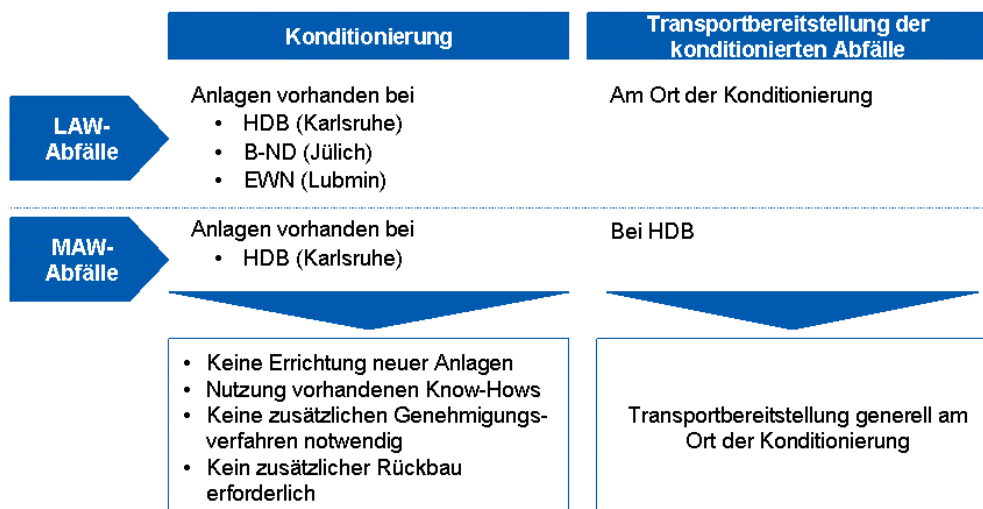 Konditionierung
Transportbereitstellung der
konditionierten Abfälle
LAW-
Abfälle
Anlagen vorhanden bei
• HDB (Karlsruhe)
• B-ND (Jülich)
• EWN (Lubmin)
Am Ort der Konditionierung
MAW-
Abfälle
Anlagen vorhanden bei
• HDB (Karlsruhe)
Bei HDB
• Keine Errichtung neuer Anlagen
• Nutzung vorhandenen Know-Hows
• Keine zusätzlichen Genehmigungs-
verfahren notwendig
• Kein zusätzlicher Rückbau
erforderlich
Transportbereitstellung generell am
Ort der Konditionierung